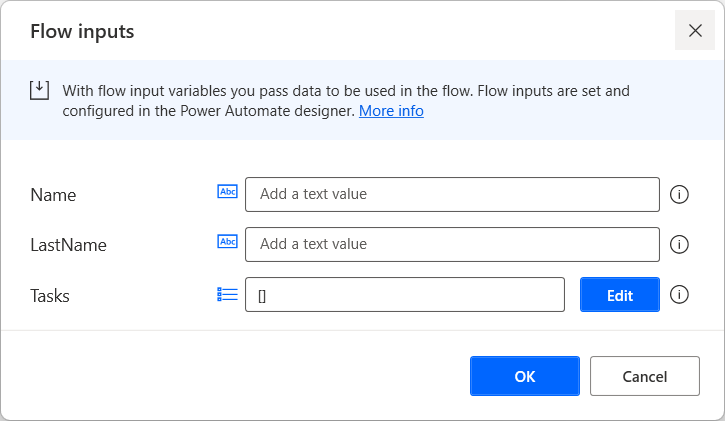 Flow inputs
With flow input variables you pass data to be used in the flow. Flow inputs are set and
configured in the Power Automate designer. More info
Name Abc Add a text value
LastName Abc Add a text value
Tasks [] Edit
OK Cancel